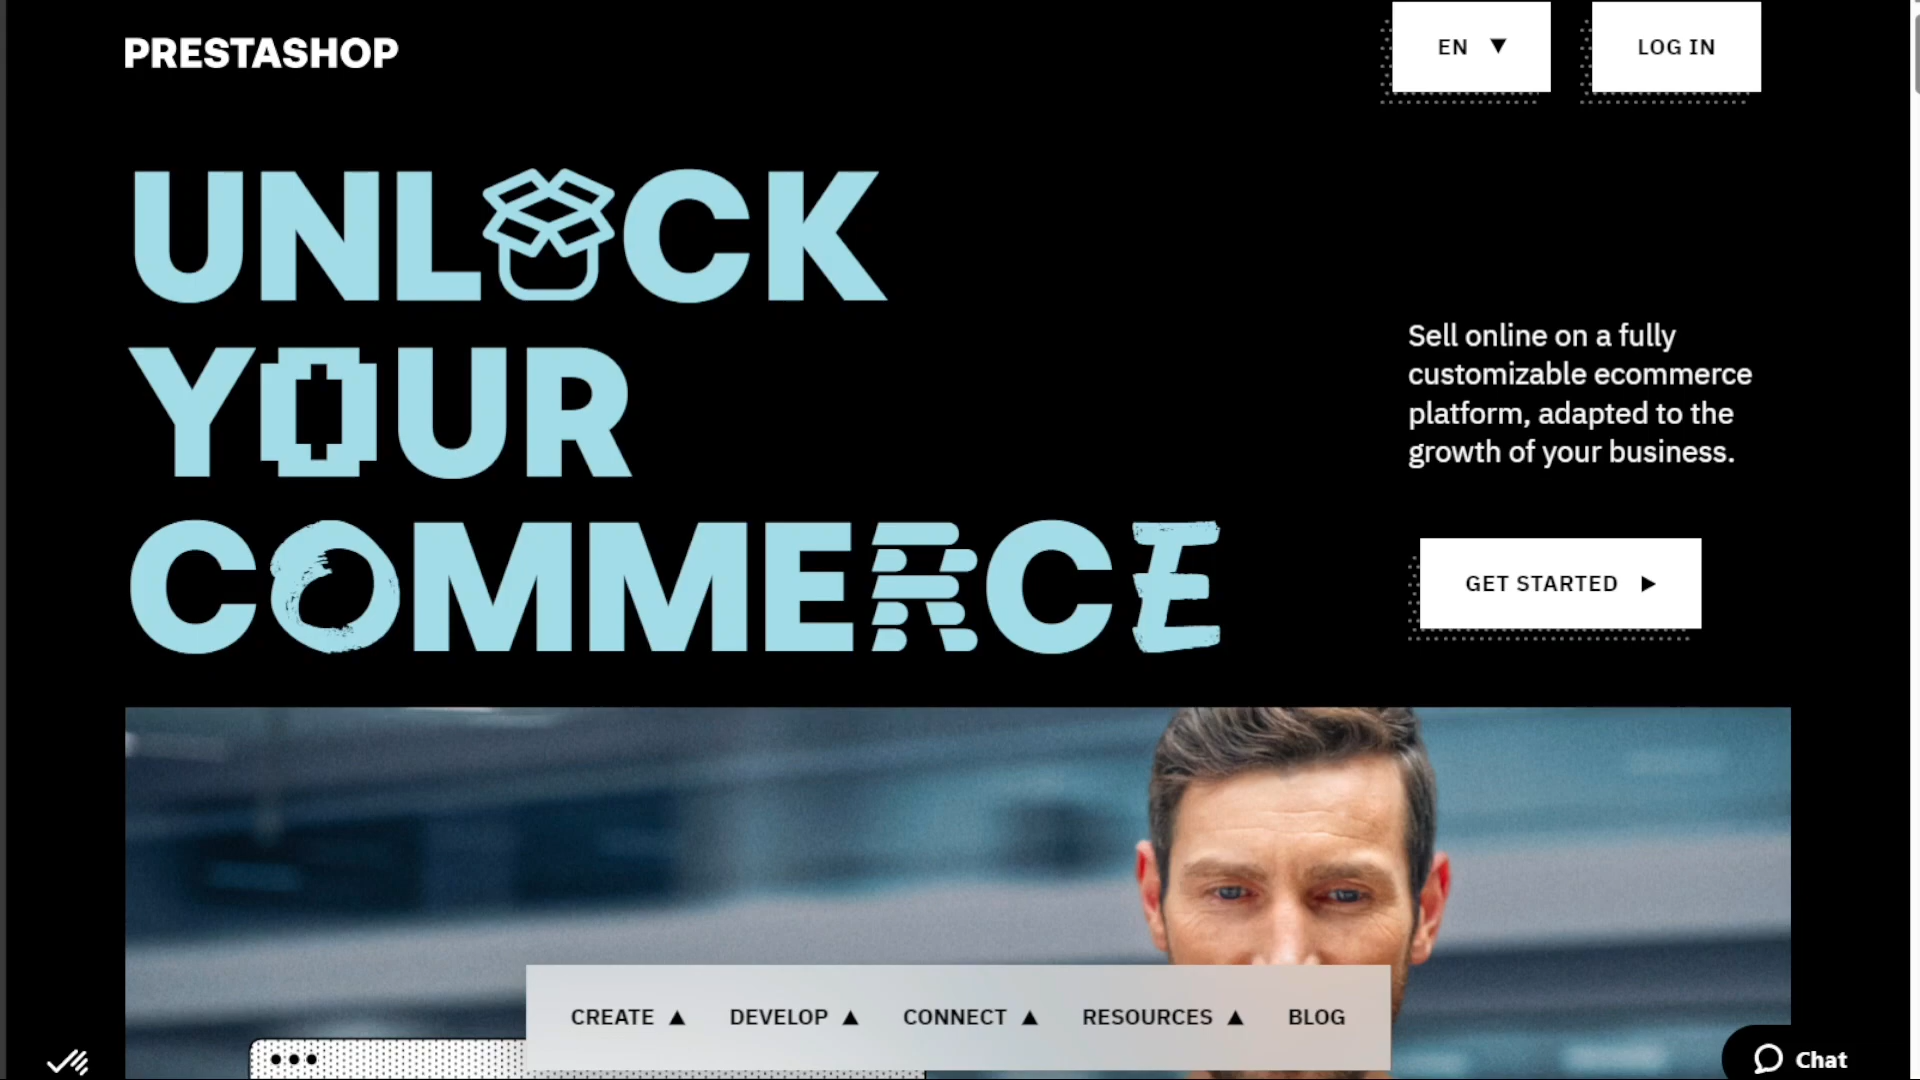 PRESTASHOP
EN
LOG IN
UNLOCK
YOUR
COMMERCE
Sell online on a fully
customizable ecommerce
platform, adapted to the
growth of your business.
GET STARTED
CREATE
DEVELOP
CONNECT
RESOURCES
BLOG
Chat